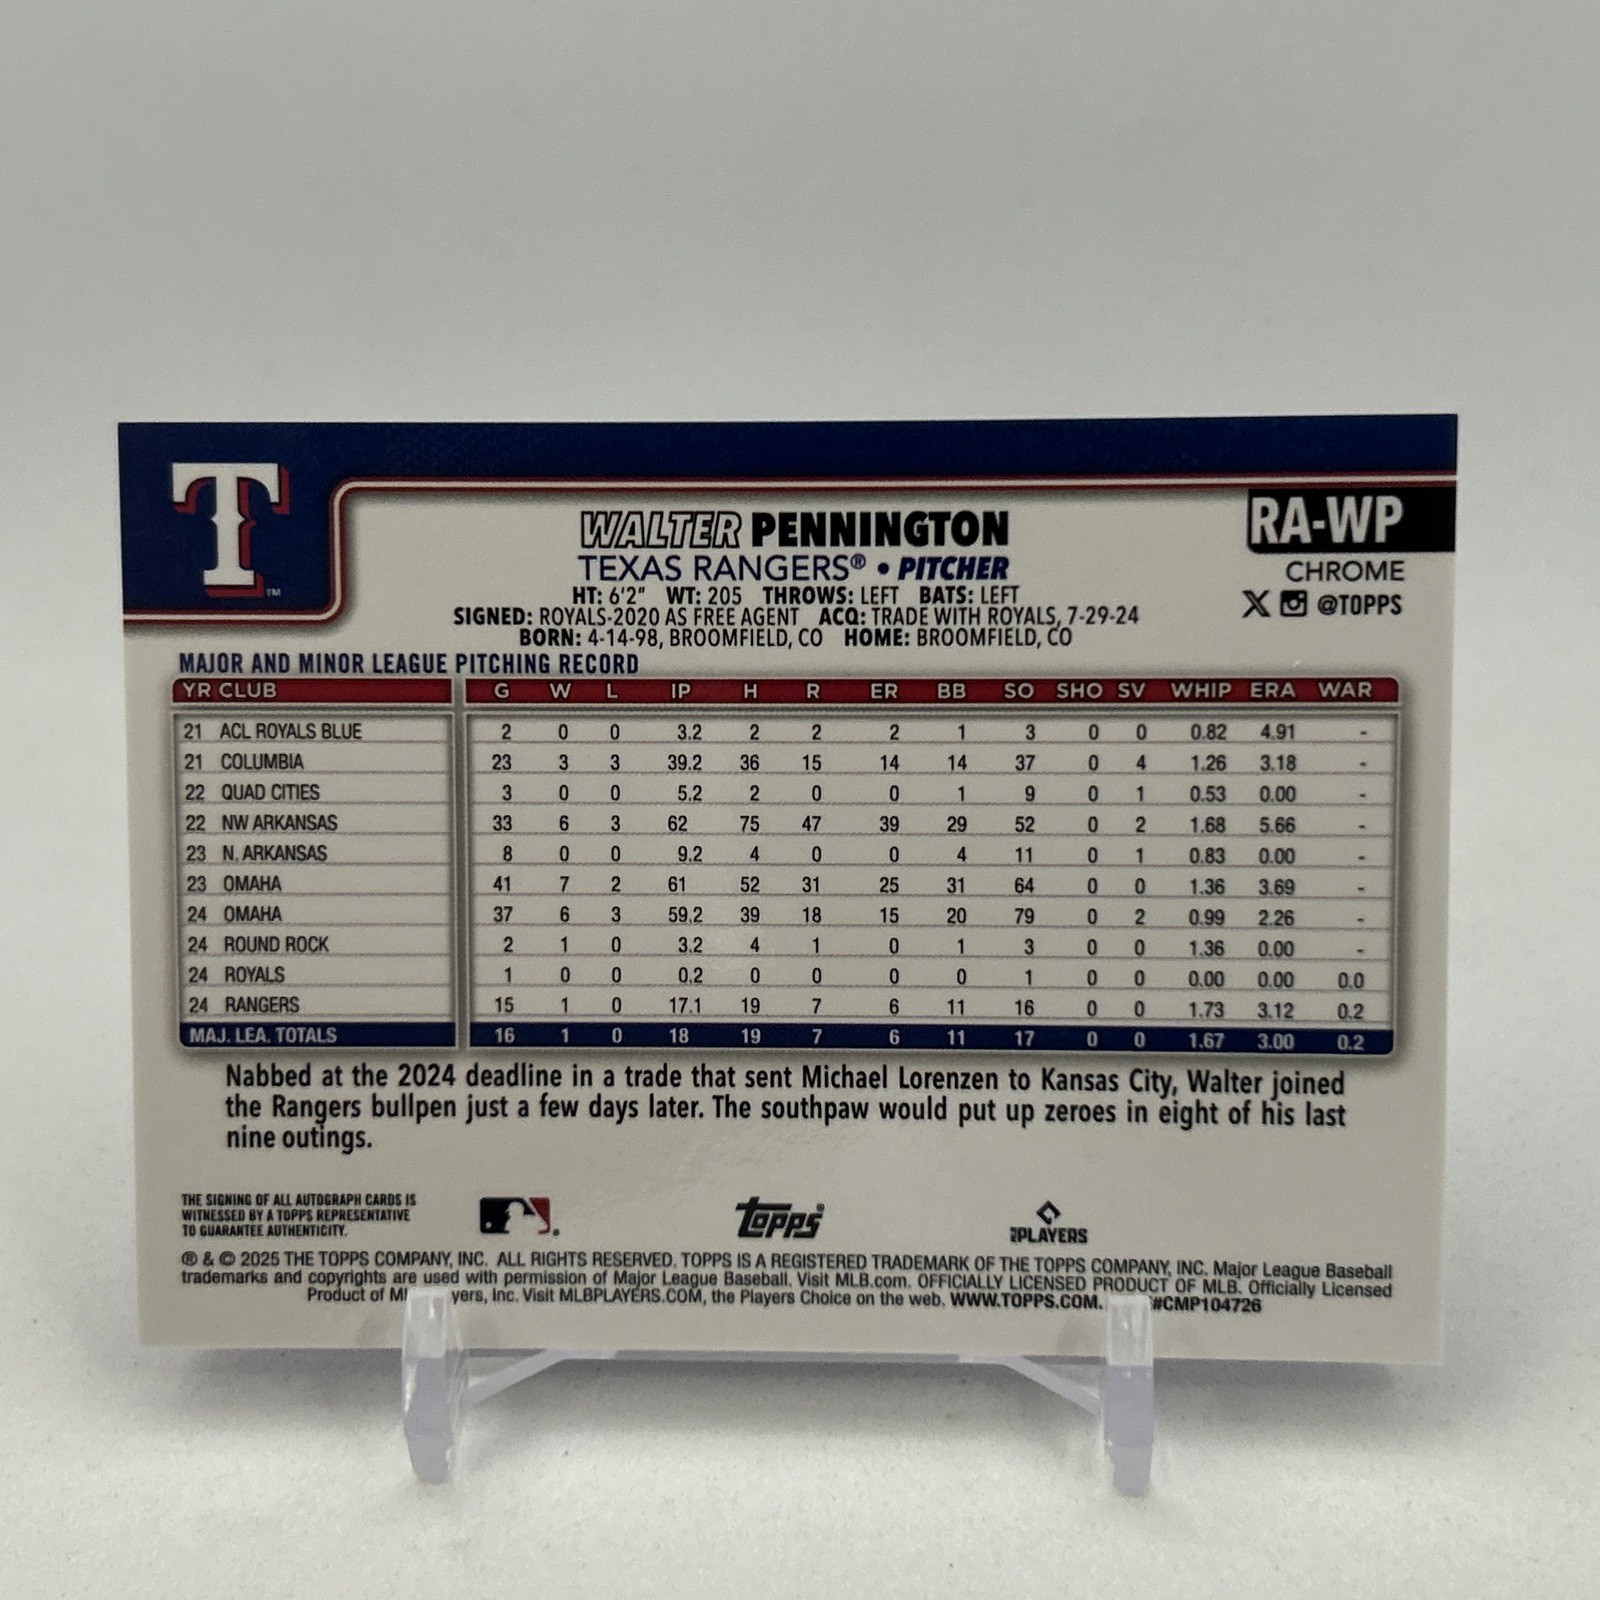 T™
RA-WP
WALTER PENNINGTON
CHROME
TEXAS RANGERS® • PITCHER
X @TOPPS
HT: 6'2" WT: 205 THROWS: LEFT BATS: LEFT
SIGNED: ROYALS-2020 AS FREE AGENT ACQ: TRADE WITH ROYALS, 7-29-24
BORN: 4-14-98, BROOMFIELD, CO HOME: BROOMFIELD, CO
MAJOR AND MINOR LEAGUE PITCHING RECORD
YR CLUB G W L IP H R ER BB SO SHO SV WHIP ERA WAR
21 ACL ROYALS BLUE 2 0 0 3.2 2 2 2 1 3 0 0 0.82 4.91 -
21 COLUMBIA 23 3 3 39.2 36 15 14 14 37 0 4 1.26 3.18 -
22 QUAD CITIES 3 0 0 5.2 2 0 0 1 9 0 1 0.53 0.00 -
22 NW ARKANSAS 33 6 3 62 75 47 39 29 52 0 2 1.68 5.66 -
23 N. ARKANSAS 8 0 0 9.2 4 0 0 4 11 0 1 0.83 0.00 -
23 OMAHA 41 7 2 61 52 31 25 31 64 0 0 1.36 3.69 -
24 OMAHA 37 6 3 59.2 39 18 15 20 79 0 2 0.99 2.26 -
24 ROUND ROCK 2 1 0 3.2 4 1 0 1 3 0 0 1.36 0.00 -
24 ROYALS 1 0 0 0.2 0 0 0 0 1 0 0 0.00 0.00 0.0
24 RANGERS 15 1 0 17.1 19 7 6 11 16 0 0 1.73 3.12 0.2
MAJ. LEA. TOTALS 16 1 0 18 19 7 6 11 17 0 0 1.67 3.00 0.2
Nabbed at the 2024 deadline in a trade that sent Michael Lorenzen to Kansas City, Walter joined
the Rangers bullpen just a few days later. The southpaw would put up zeroes in eight of his last
nine outings.
THE SIGNING OF ALL AUTOGRAPH CARDS IS
WITNESSED BY A TOPPS REPRESENTATIVE
TO GUARANTEE AUTHENTICITY.
topps®
PLAYERS
® & © 2025 THE TOPPS COMPANY, INC. ALL RIGHTS RESERVED. TOPPS IS A REGISTERED TRADEMARK OF THE TOPPS COMPANY, INC. Major League Baseball
trademarks and copyrights are used with permission of Major League Baseball. Visit MLB.com. OFFICIALLY LICENSED PRODUCT OF MLB. Officially Licensed
Product of yers, Inc. Visit MLBPLAYERS.COM, the Players Choice on the web. WWW.TOPPS.COM. #CMP104726